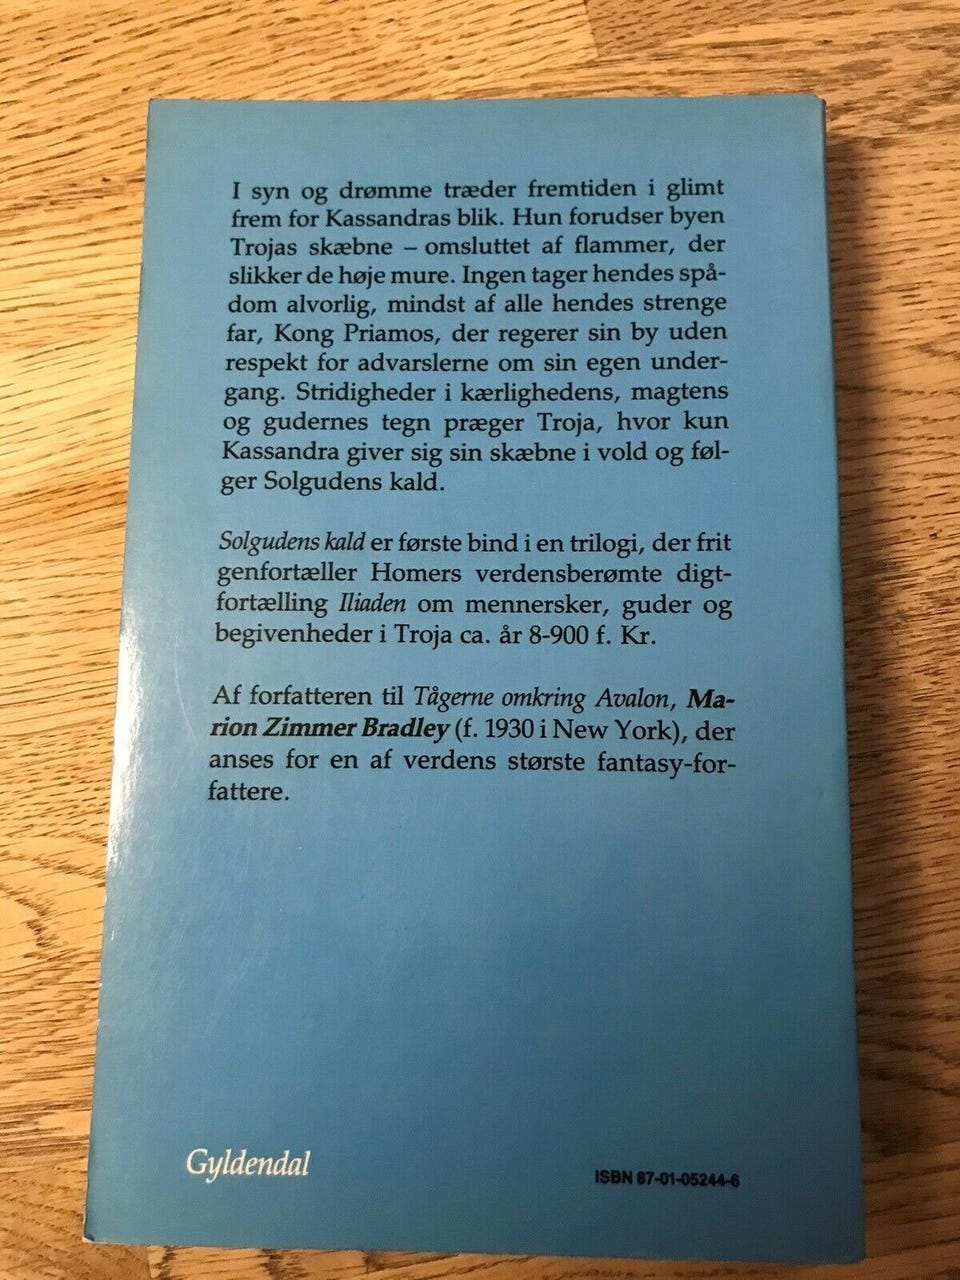 I syn og drømme træder fremtiden i glimt
frem for Kassandras blik. Hun forudser byen
Trojas skæbne – omsluttet af flammer, der
slikker de høje mure. Ingen tager hendes spå-
dom alvorlig, mindst af alle hendes strenge
far, Kong Priamos, der regerer sin by uden
respekt for advarslerne om sin egen under-
gang. Stridigheder i kærlighedens, magtens
og gudernes tegn præger Troja, hvor kun
Kassandra giver sig sin skæbne i vold og føl-
ger Solgudens kald.
Solgudens kald er første bind i en trilogi, der frit
genfortæller Homers verdensberømte digt-
fortælling Iliaden om mennersker, guder og
begivenheder i Troja ca. år 8-900 f. Kr.
Af forfatteren til Tågerne omkring Avalon, Ma-
rion Zimmer Bradley (f. 1930 i New York), der
anses for en af verdens største fantasy-for-
fattere.
Gyldendal
ISBN 87-01-05244-6